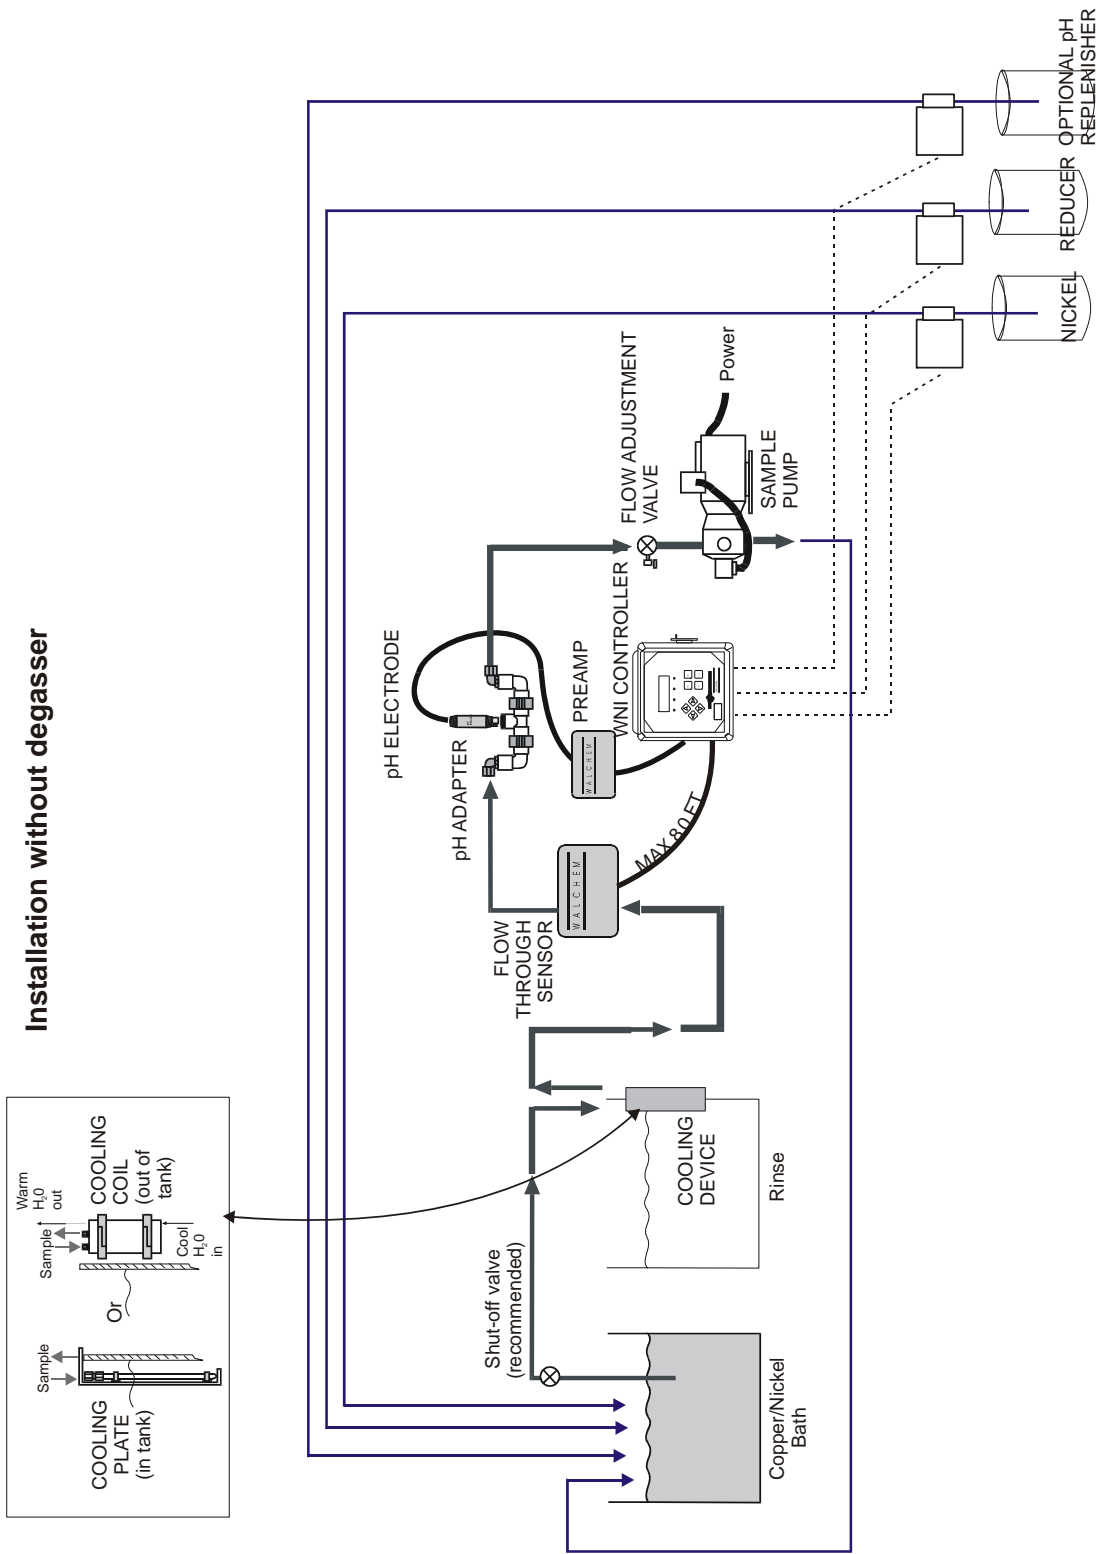 Installation without degasser
COOLING
PLATE
(in tank)
Sample
Or
Sample
Warm
H20
out
COOLING
COIL
(out of
tank)
Cool
H20
in
Shut-off valve
(recommended)
Copper/Nickel
Bath
COOLING
DEVICE
Rinse
FLOW
THROUGH
SENSOR
WALCHEM
pH ADAPTER
pH ELECTRODE
PREAMP
WALCHEM
MAX 80 FT
WNI CONTROLLER
FLOW ADJUSTMENT
VALVE
Power
SAMPLE
PUMP
NICKEL
REDUCER
OPTIONAL pH
REPLENISHER